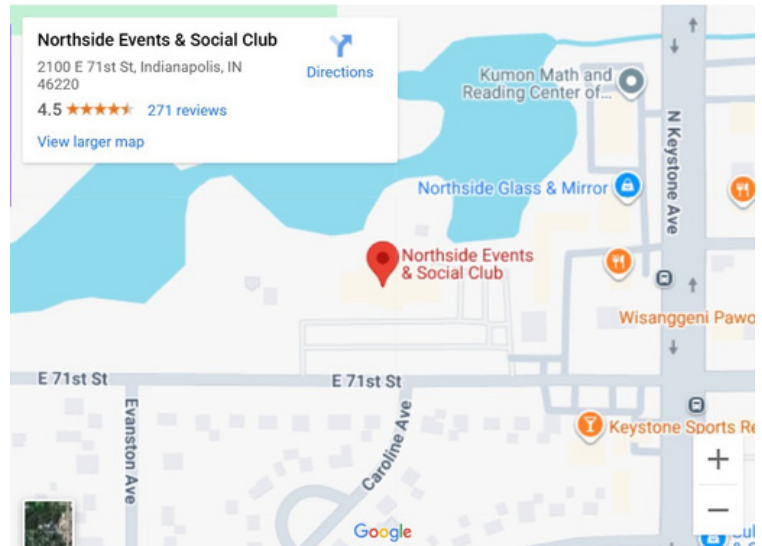 Northside Events & Social Club
2100 E 71st St, Indianapolis, IN
46220
4.5
271 reviews
View larger map
Directions
Kumon Math and
Reading Center of...
N Keystone Ave
Northside Glass & Mirror
Northside Events
& Social Club
Wisanggeni Pawo
E 71st St
E 71st St
Evanston Ave
Caroline Ave
Keystone Sports Re
+
−
Google